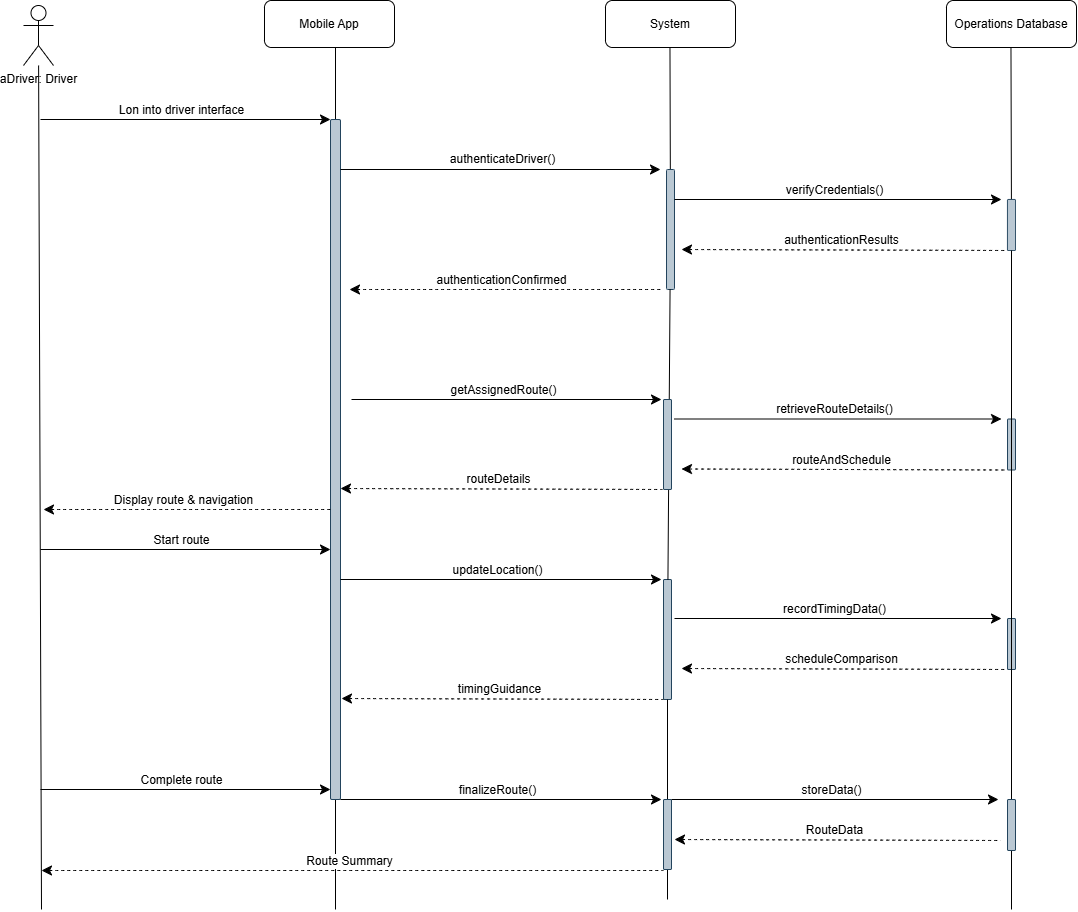 Mobile App
System
Operations Database
aDriver: Driver
Lon into driver interface
authenticateDriver()
verifyCredentials()
authenticationResults
authenticationConfirmed
getAssignedRoute()
retrieveRouteDetails()
routeAndSchedule
routeDetails
Display route & navigation
Start route
updateLocation()
recordTimingData()
scheduleComparison
timingGuidance
Complete route
finalizeRoute()
storeData()
RouteData
Route Summary